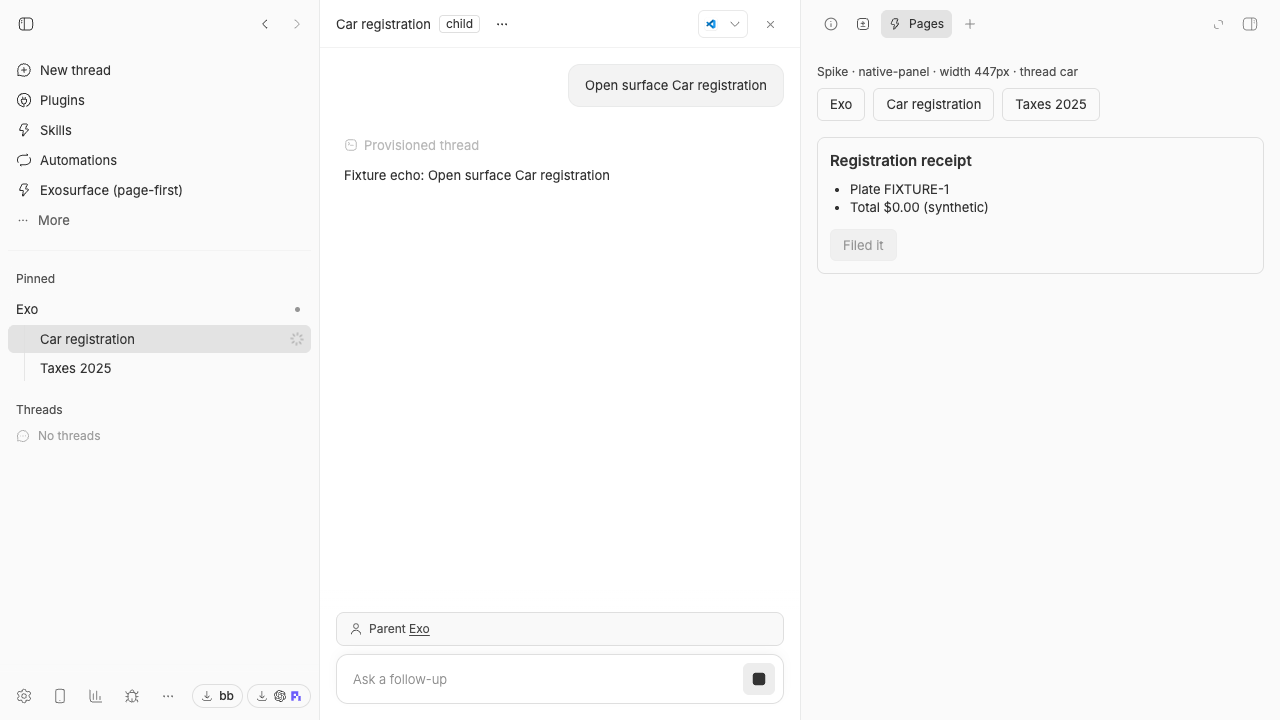 New thread
Plugins
Skills
Automations
Exosurface (page-first)
More
Pinned
Exo
Car registration
Taxes 2025
Threads
No threads
bb
Car registration child
Open surface Car registration
Provisioned thread
Fixture echo: Open surface Car registration
Parent Exo
Ask a follow-up
Pages
Spike · native-panel · width 447px · thread car
Exo Car registration Taxes 2025
Registration receipt
• Plate FIXTURE-1
• Total $0.00 (synthetic)
Filed it